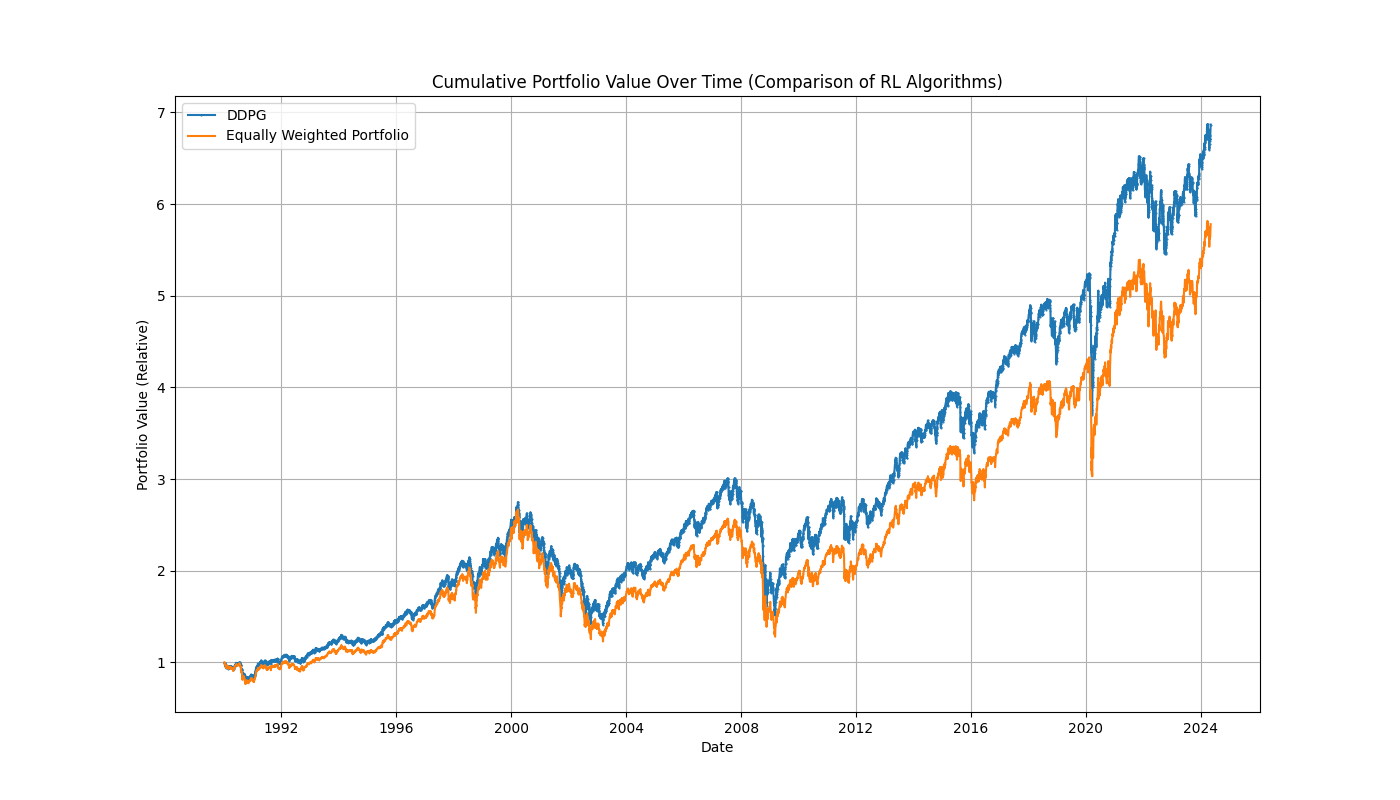 Cumulative Portfolio Value Over Time (Comparison of RL Algorithms)
DDPG
Equally Weighted Portfolio
Portfolio Value (Relative)
7
6
5
4
3
2
1
1992 1996 2000 2004 2008 2012 2016 2020 2024
Date